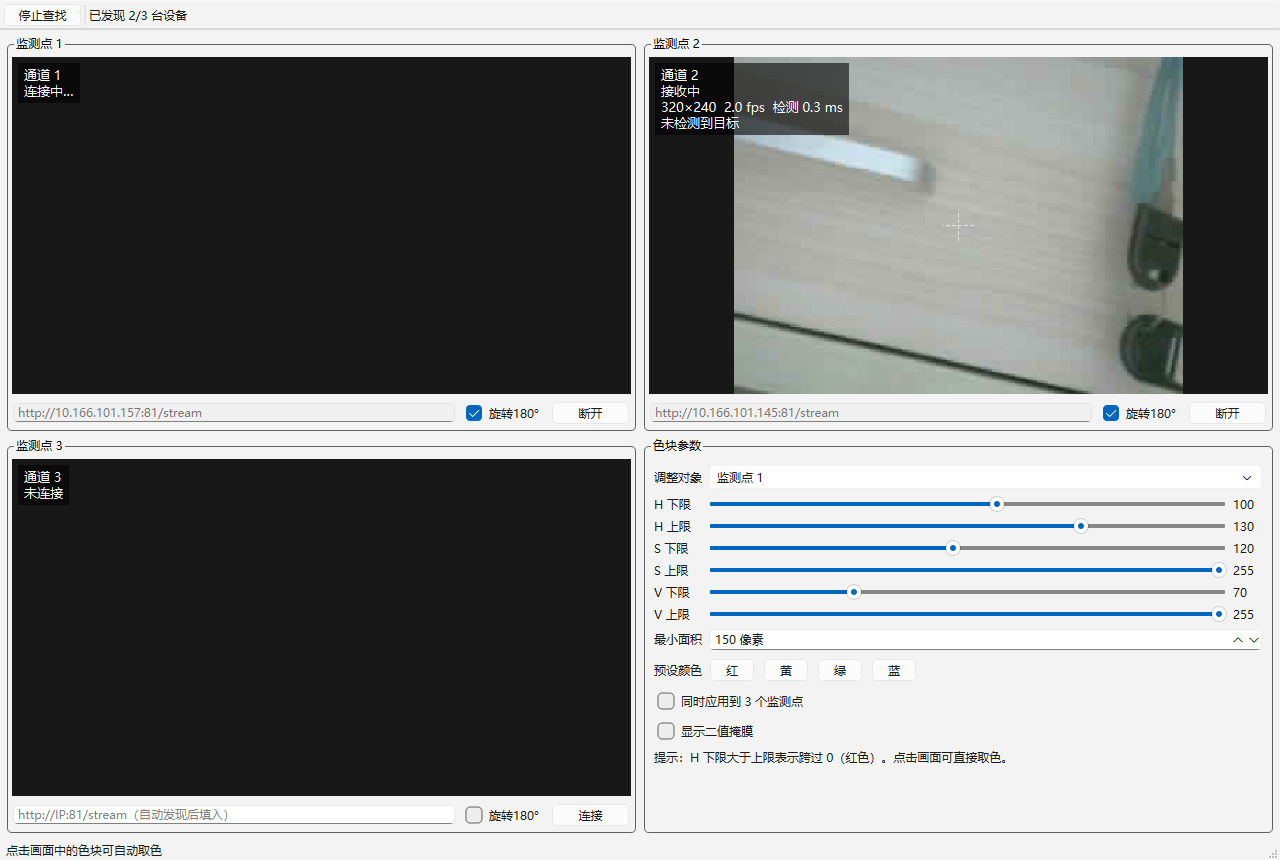 停止查找 已发现 2/3 台设备
监测点 1
通道 1
连接中...
http://10.166.101.157:81/stream 旋转180° 断开
监测点 2
通道 2
接收中
320×240 2.0 fps 检测 0.3 ms
未检测到目标
http://10.166.101.145:81/stream 旋转180° 断开
监测点 3
通道 3
未连接
http://IP:81/stream（自动发现后填入） 旋转180° 连接
色块参数
调整对象 监测点 1
H 下限 100
H 上限 130
S 下限 120
S 上限 255
V 下限 70
V 上限 255
最小面积 150 像素
预设颜色 红 黄 绿 蓝
同时应用到 3 个监测点
显示二值掩膜
提示：H 下限大于上限表示跨过 0（红色）。点击画面可直接取色。
点击画面中的色块可自动取色